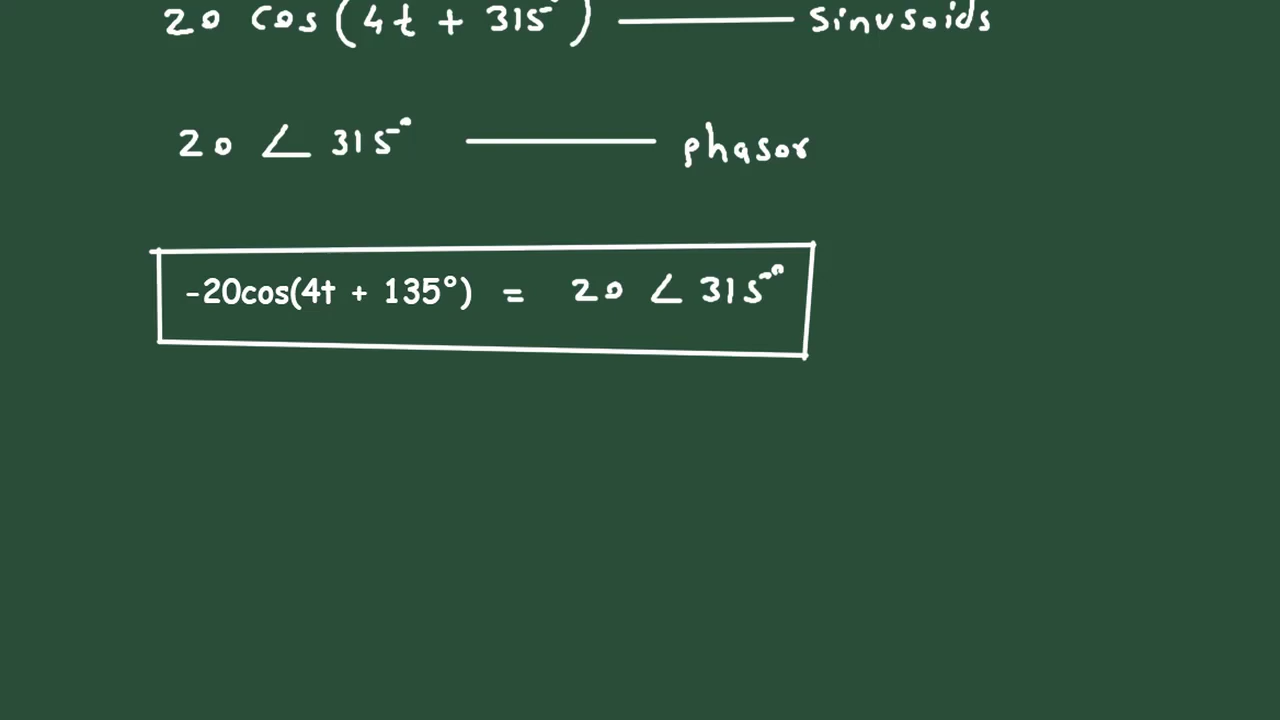 20 cos (4t + 315°) ——— Sinusoids
20 ∠ 315° ——— phasor
-20cos(4t + 135°) = 20 ∠ 315°